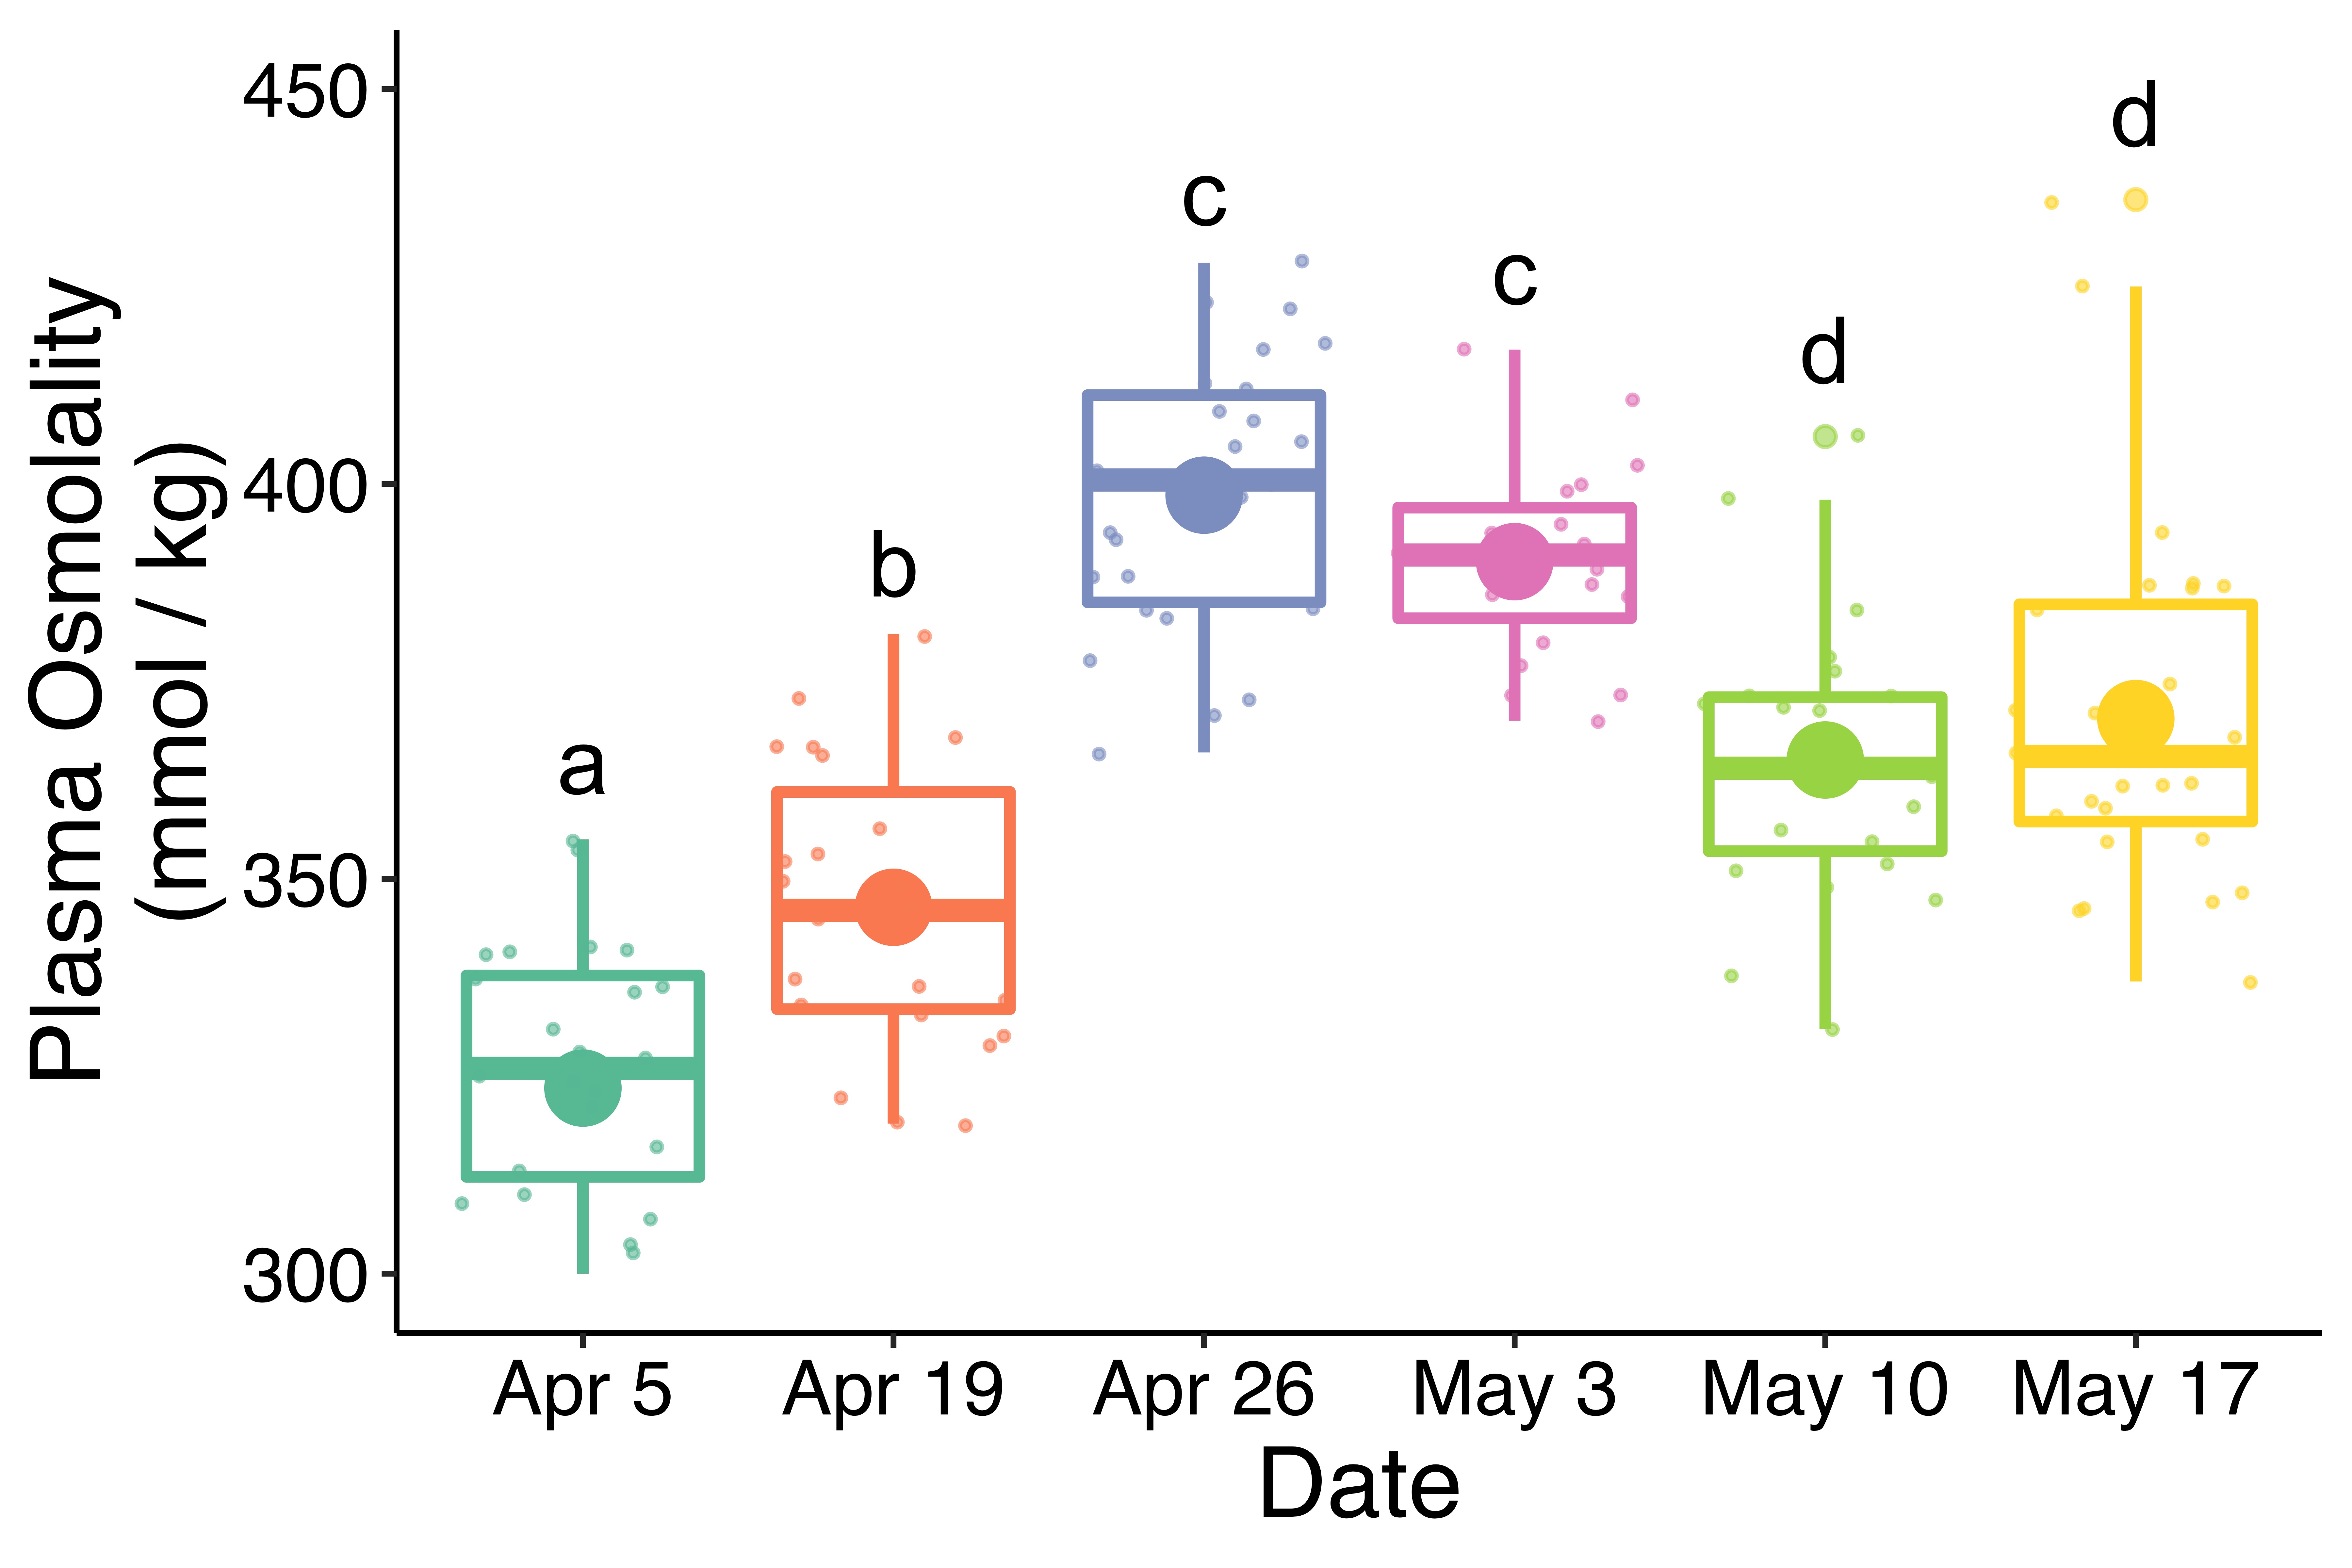 Plasma Osmolality
(mmol / kg)
450
400
350
300
a
b
c
c
d
d
Apr 5
Apr 19
Apr 26
May 3
May 10
May 17
Date